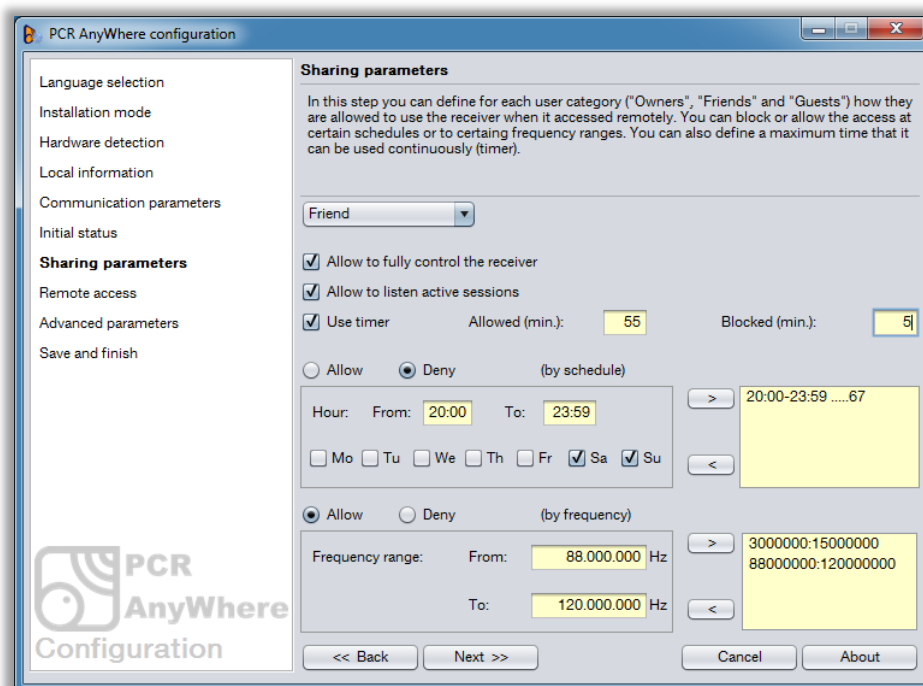 PCR AnyWhere configuration
Language selection
Installation mode
Hardware detection
Local information
Communication parameters
Initial status
Sharing parameters
Remote access
Advanced parameters
Save and finish
PCR
AnyWhere
Configuration
Sharing parameters
In this step you can define for each user category ("Owners", "Friends" and "Guests") how they
are allowed to use the receiver when it accessed remotely. You can block or allow the access at
certain schedules or to certaing frequency ranges. You can also define a maximum time that it
can be used continuously (timer).
Friend
Allow to fully control the receiver
Allow to listen active sessions
Use timer Allowed (min.): 55 Blocked (min.): 5
Allow Deny (by schedule)
Hour: From: 20:00 To: 23:59
Mo Tu We Th Fr Sa Su
>
<
20:00-23:59 .....67
Allow Deny (by frequency)
Frequency range: From: 88.000.000 Hz
To: 120.000.000 Hz
>
<
3000000:15000000
88000000:120000000
<< Back Next >> Cancel About